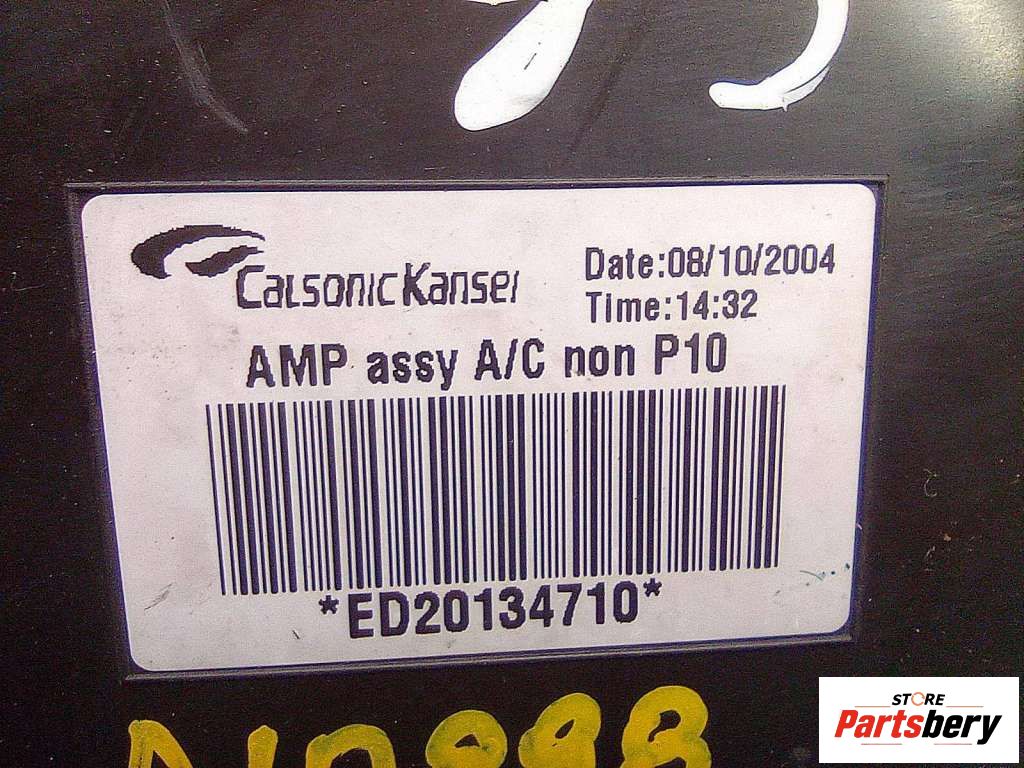 CalsonicKansei
Date:08/10/2004
Time:14:32
AMP assy A/C non P10
*ED20134710*
STORE
Partsbery